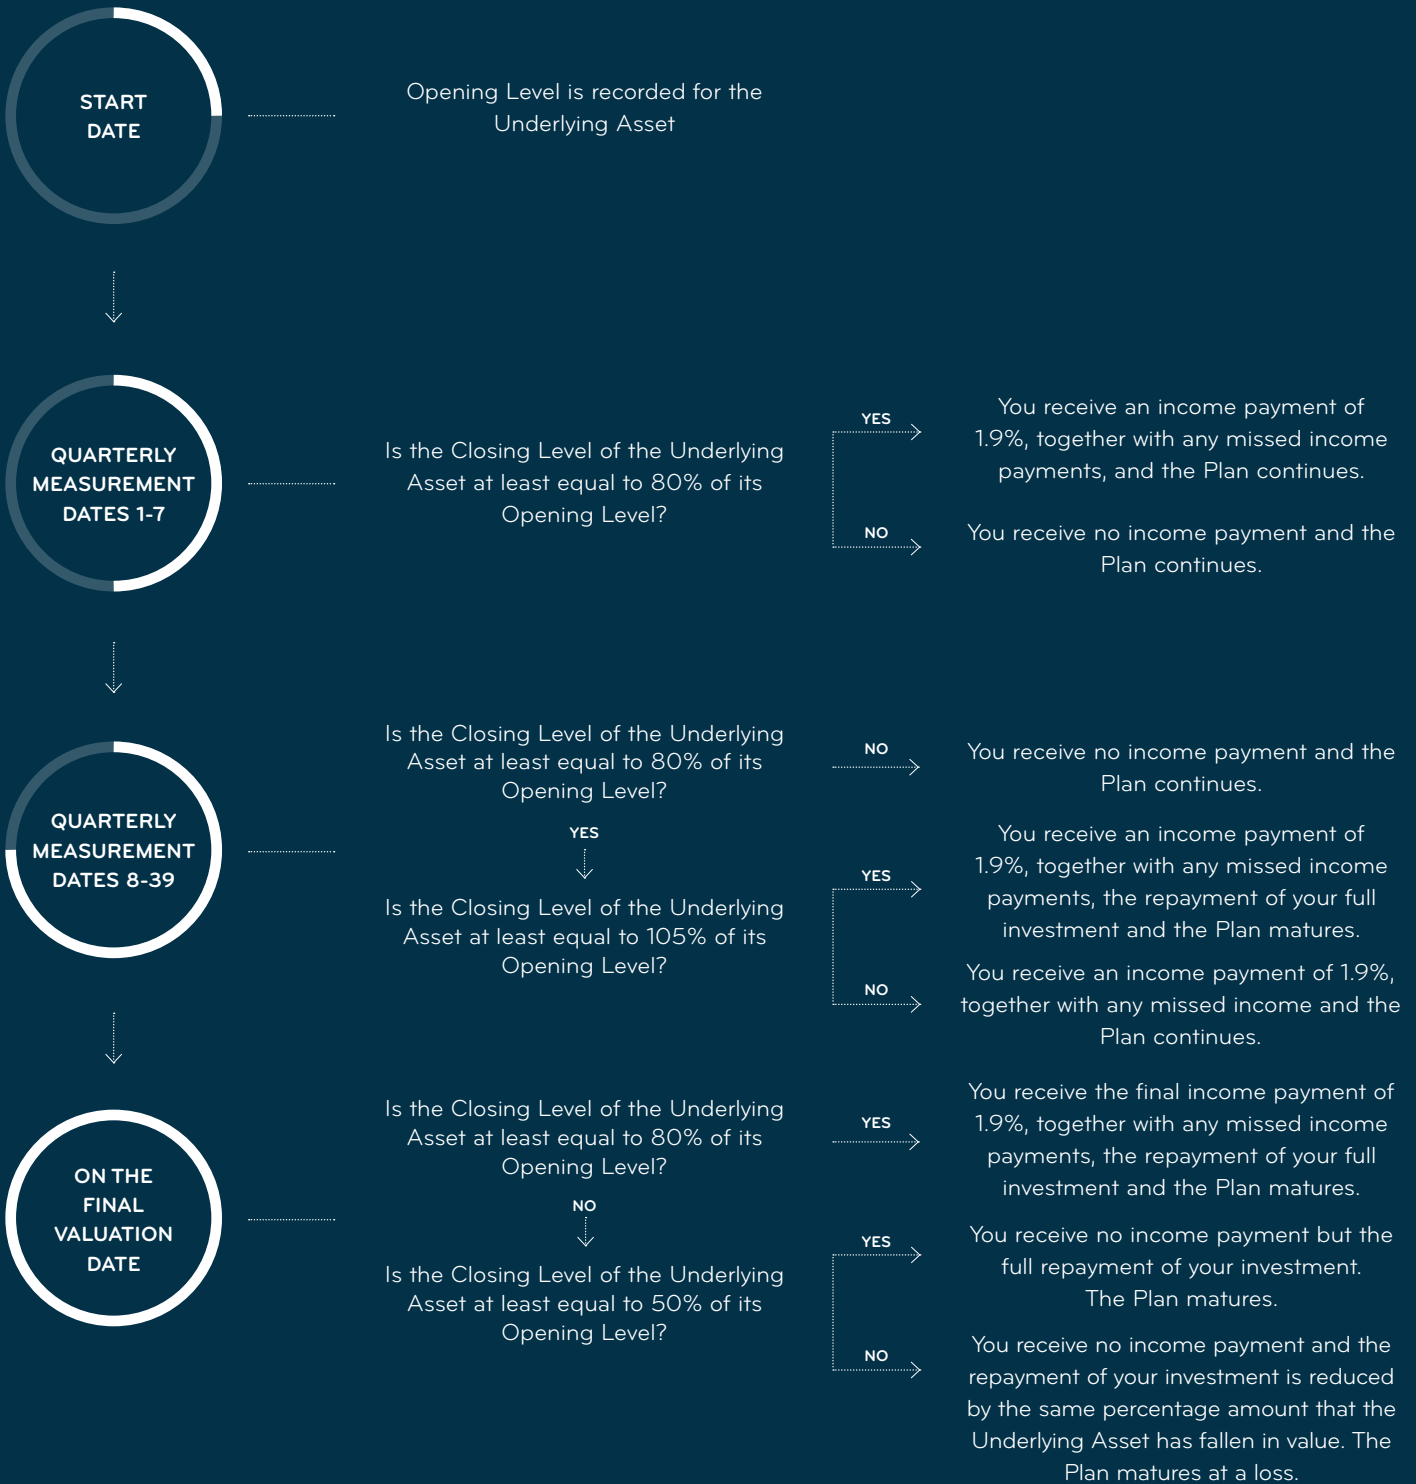 START
DATE
Opening Level is recorded for the
Underlying Asset
QUARTERLY
MEASUREMENT
DATES 1-7
Is the Closing Level of the Underlying
Asset at least equal to 80% of its
Opening Level?
YES
You receive an income payment of
1.9%, together with any missed income
payments, and the Plan continues.
NO
You receive no income payment and the
Plan continues.
QUARTERLY
MEASUREMENT
DATES 8-39
Is the Closing Level of the Underlying
Asset at least equal to 80% of its
Opening Level?
NO
You receive no income payment and the
Plan continues.
YES
Is the Closing Level of the Underlying
Asset at least equal to 105% of its
Opening Level?
YES
You receive an income payment of
1.9%, together with any missed income
payments, the repayment of your full
investment and the Plan matures.
NO
You receive an income payment of 1.9%,
together with any missed income and the
Plan continues.
ON THE
FINAL
VALUATION
DATE
Is the Closing Level of the Underlying
Asset at least equal to 80% of its
Opening Level?
YES
You receive the final income payment of
1.9%, together with any missed income
payments, the repayment of your full
investment and the Plan matures.
NO
Is the Closing Level of the Underlying
Asset at least equal to 50% of its
Opening Level?
YES
You receive no income payment but the
full repayment of your investment.
The Plan matures.
NO
You receive no income payment and the
repayment of your investment is reduced
by the same percentage amount that the
Underlying Asset has fallen in value. The
Plan matures at a loss.